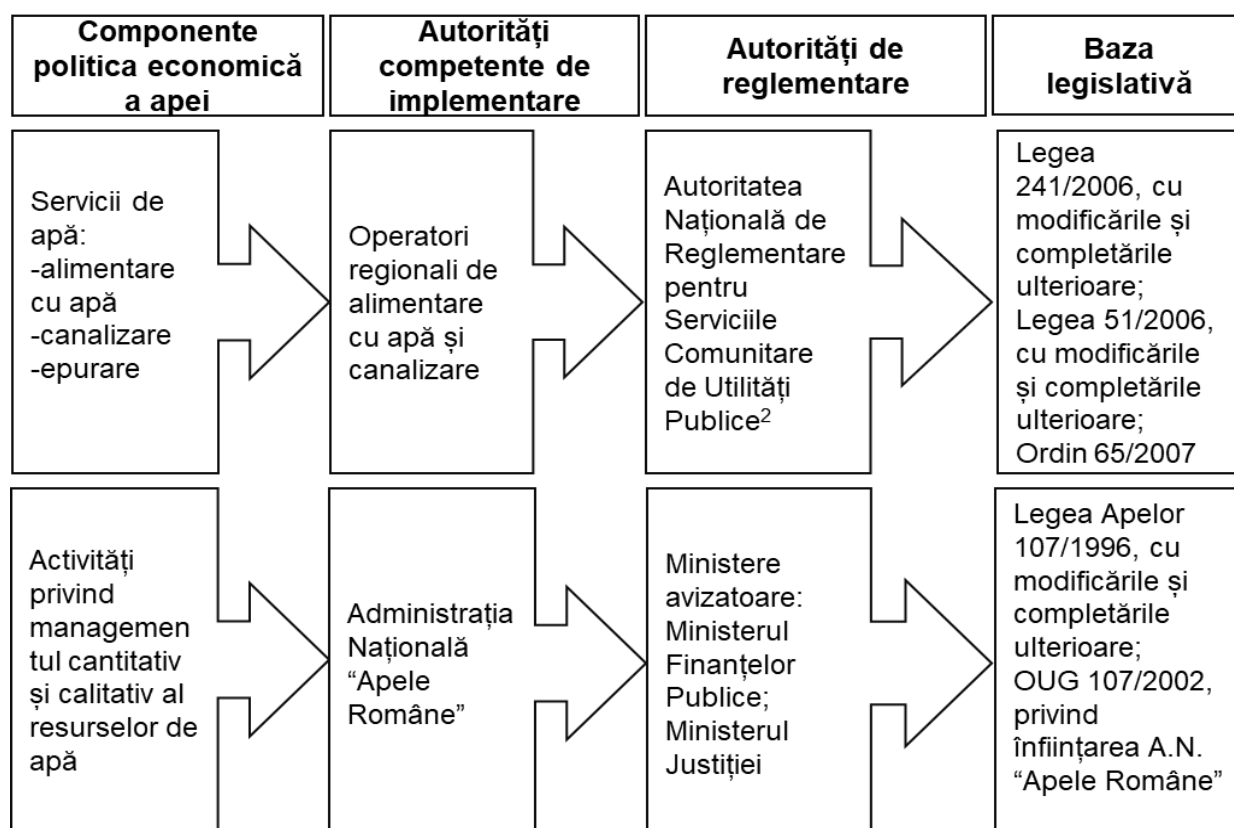 Componente
politica economică
a apei
Autorități
competente de
implementare
Autorități de
reglementare
Baza
legislativă
Servicii de
apă:
-alimentare
cu apă
-canalizare
-epurare
Operatori
regionali de
alimentare
cu apă și
canalizare
Autoritatea
Națională de
Reglementare
pentru
Serviciile
Comunitare
de Utilități
Publice²
Legea
241/2006, cu
modificările și
completările
ulterioare;
Legea 51/2006,
cu modificările
și completările
ulterioare;
Ordin 65/2007
Activități
privind
managemen
tul cantitativ
și calitativ al
resurselor de
apă
Administrația
Națională
“Apele
Române”
Ministere
avizatoare:
Ministerul
Finanțelor
Publice;
Ministerul
Justiției
Legea Apelor
107/1996, cu
modificările și
completările
ulterioare;
OUG 107/2002,
privind
înființarea A.N.
“Apele Române”